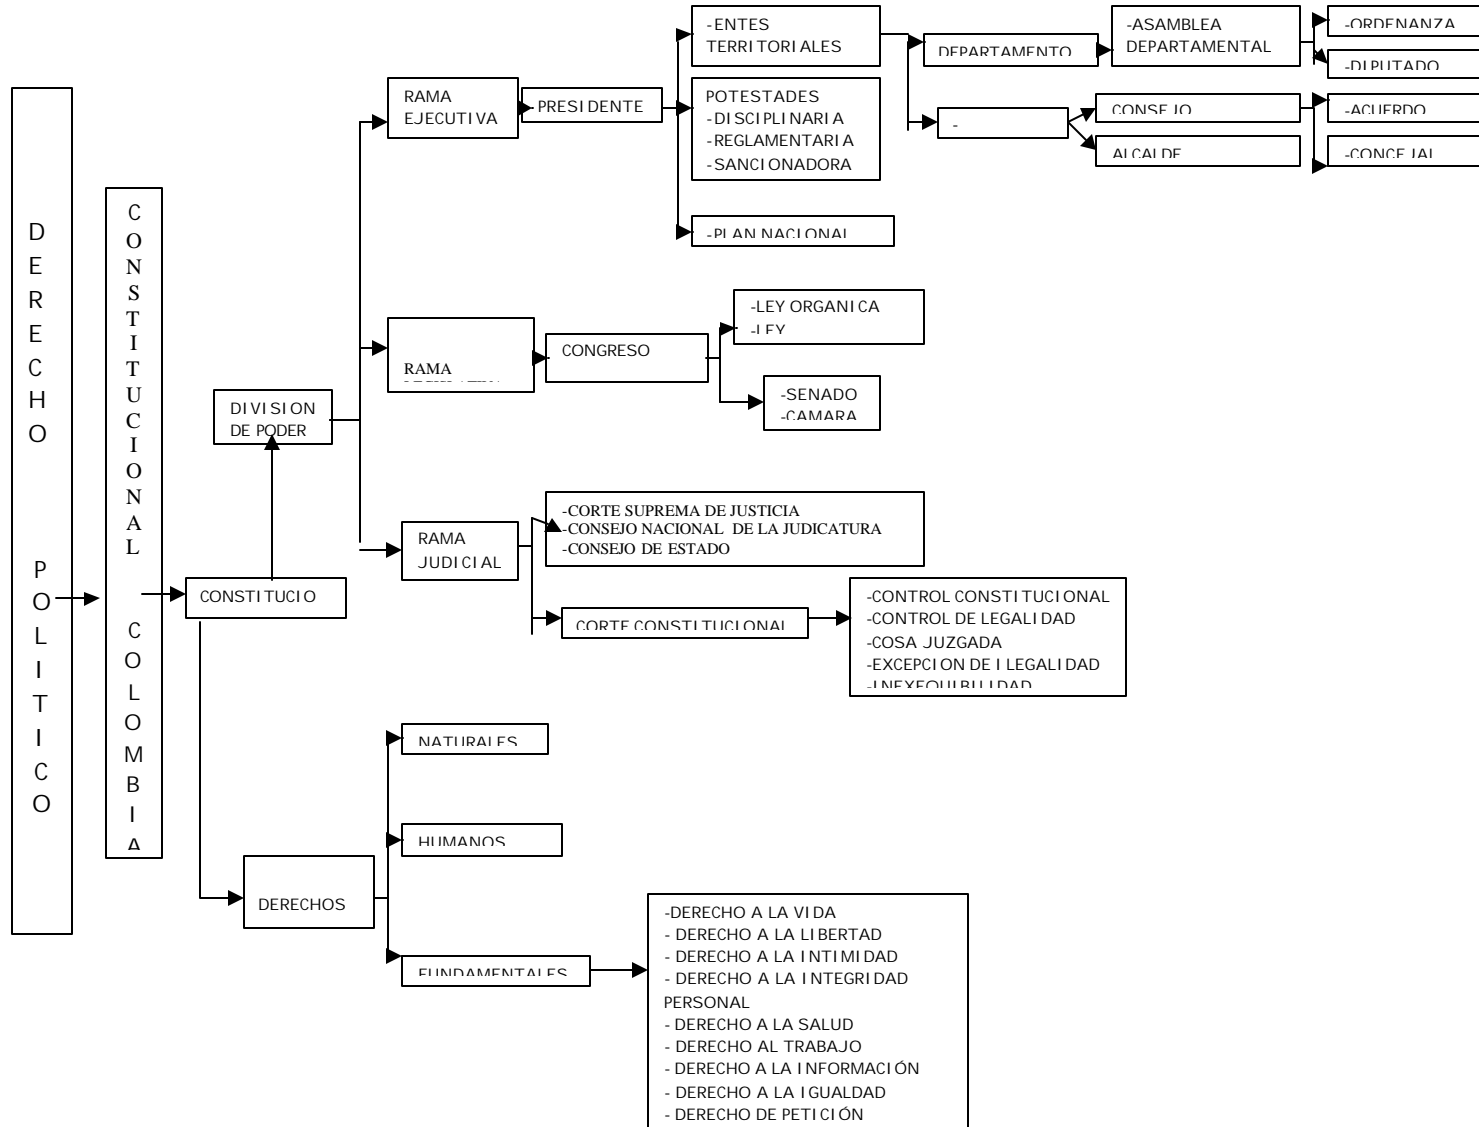 DERECHO POLITICO
CONSTITUCIONAL COLOMBIA
CONSTITUCIO
DIVISION
DE PODER
RAMA
EJECUTIVA
PRESIDENTE
-ENTES
TERRITORIALES
DEPARTAMENTO
-ASAMBLEA
DEPARTAMENTAL
-ORDENANZA
-DIPUTADO
POTESTADES
-DISCIPLINARIA
-REGLAMENTARIA
-SANCIONADORA
-
CONSEJO
ALCALDE
-ACUERDO
-CONCEJAL
-PLAN NACIONAL
RAMA
CONGRESO
-LEY ORGANICA
-LEY
-SENADO
-CAMARA
RAMA
JUDICIAL
-CORTE SUPREMA DE JUSTICIA
-CONSEJO NACIONAL DE LA JUDICATURA
-CONSEJO DE ESTADO
CORTE CONSTITUCIONAL
-CONTROL CONSTITUCIONAL
-CONTROL DE LEGALIDAD
-COSA JUZGADA
-EXCEPCION DE ILEGALIDAD
-INEXEQUIBILIDAD
DERECHOS
NATURALES
HUMANOS
FUNDAMENTALES
-DERECHO A LA VIDA
- DERECHO A LA LIBERTAD
- DERECHO A LA INTIMIDAD
- DERECHO A LA INTEGRIDAD
PERSONAL
- DERECHO A LA SALUD
- DERECHO AL TRABAJO
- DERECHO A LA INFORMACIÓN
- DERECHO A LA IGUALDAD
- DERECHO DE PETICIÓN